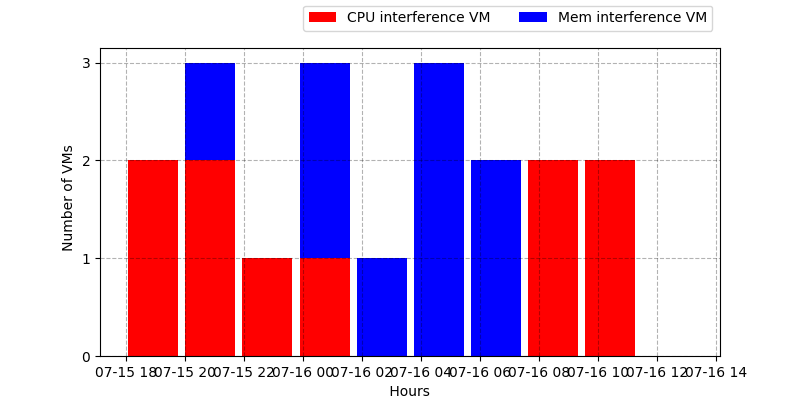 CPU interference VM Mem interference VM
3
2
1
0
Number of VMs
07-15 18 07-15 20 07-15 22 07-16 00 07-16 02 07-16 04 07-16 06 07-16 08 07-16 10 07-16 12 07-16 14
Hours